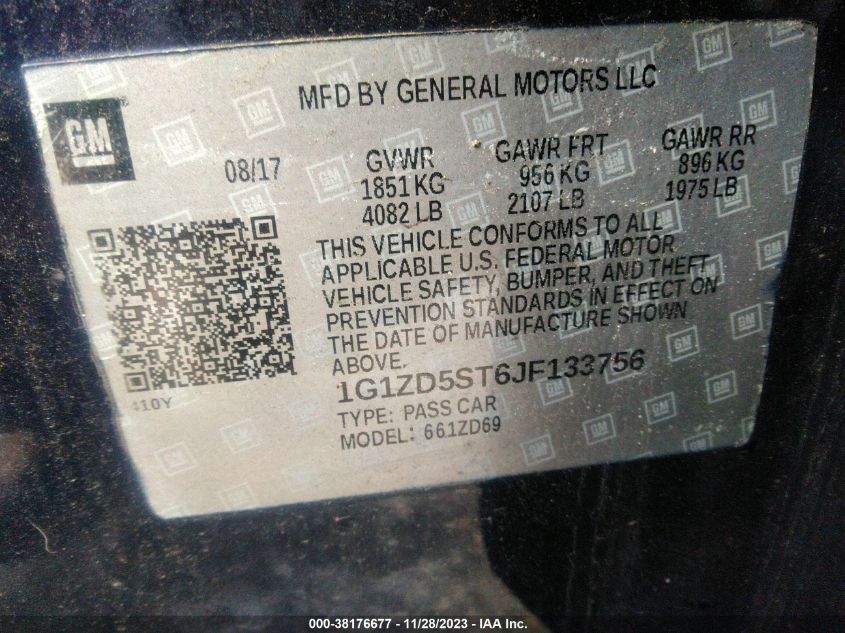 MFD BY GENERAL MOTORS LLC
GM
08/17
GVWR GAWR FRT GAWR RR
1851 KG 956 KG 896 KG
4082 LB 2107 LB 1975 LB
THIS VEHICLE CONFORMS TO ALL
APPLICABLE U.S. FEDERAL MOTOR
VEHICLE SAFETY, BUMPER, AND THEFT
PREVENTION STANDARDS IN EFFECT ON
THE DATE OF MANUFACTURE SHOWN
ABOVE.
1G1ZD5ST6JF133756
410Y
TYPE: PASS CAR
MODEL: 661ZD69
000-38176677 - 11/28/2023 - IAA Inc.